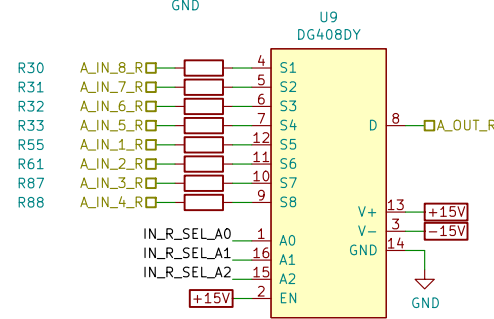 GND
U9
DG408DY
R30 A_IN_8_R 4 S1
R31 A_IN_7_R 5 S2
R32 A_IN_6_R 6 S3
R33 A_IN_5_R 7 S4 D 8 A_OUT_R
R55 A_IN_1_R 12 S5
R61 A_IN_2_R 11 S6
R87 A_IN_3_R 10 S7
R88 A_IN_4_R 9 S8 V+ 13 +15V
V- 3 -15V
IN_R_SEL_A0 1 A0 GND 14
IN_R_SEL_A1 16 A1
IN_R_SEL_A2 15 A2
+15V 2 EN GND